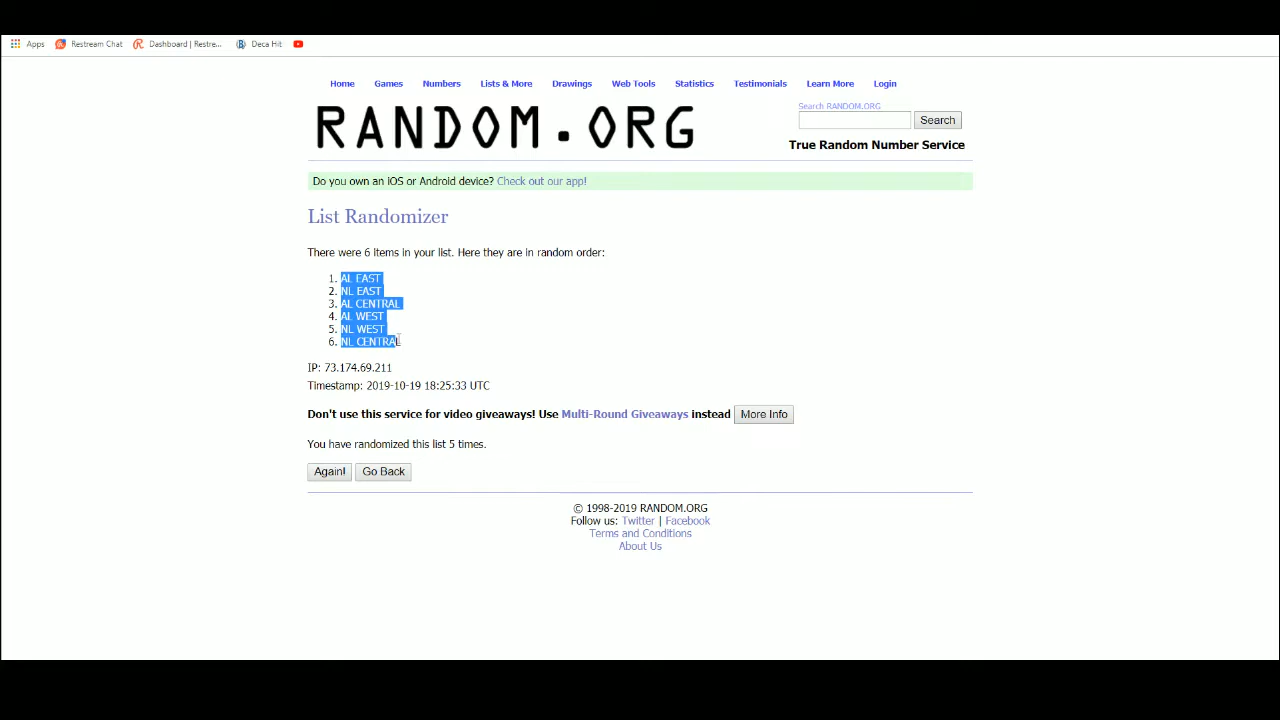 Apps Restream Chat Dashboard | Restre... Deca Hit
Home Games Numbers Lists & More Drawings Web Tools Statistics Testimonials Learn More Login
RANDOM.ORG
Search RANDOM.ORG
Search
True Random Number Service
Do you own an iOS or Android device? Check out our app!
List Randomizer
There were 6 items in your list. Here they are in random order:
1. AL EAST
2. NL EAST
3. AL CENTRAL
4. AL WEST
5. NL WEST
6. NL CENTRAL
IP: 73.174.69.211
Timestamp: 2019-10-19 18:25:33 UTC
Don't use this service for video giveaways! Use Multi-Round Giveaways instead More Info
You have randomized this list 5 times.
Again! Go Back
© 1998-2019 RANDOM.ORG
Follow us: Twitter | Facebook
Terms and Conditions
About Us